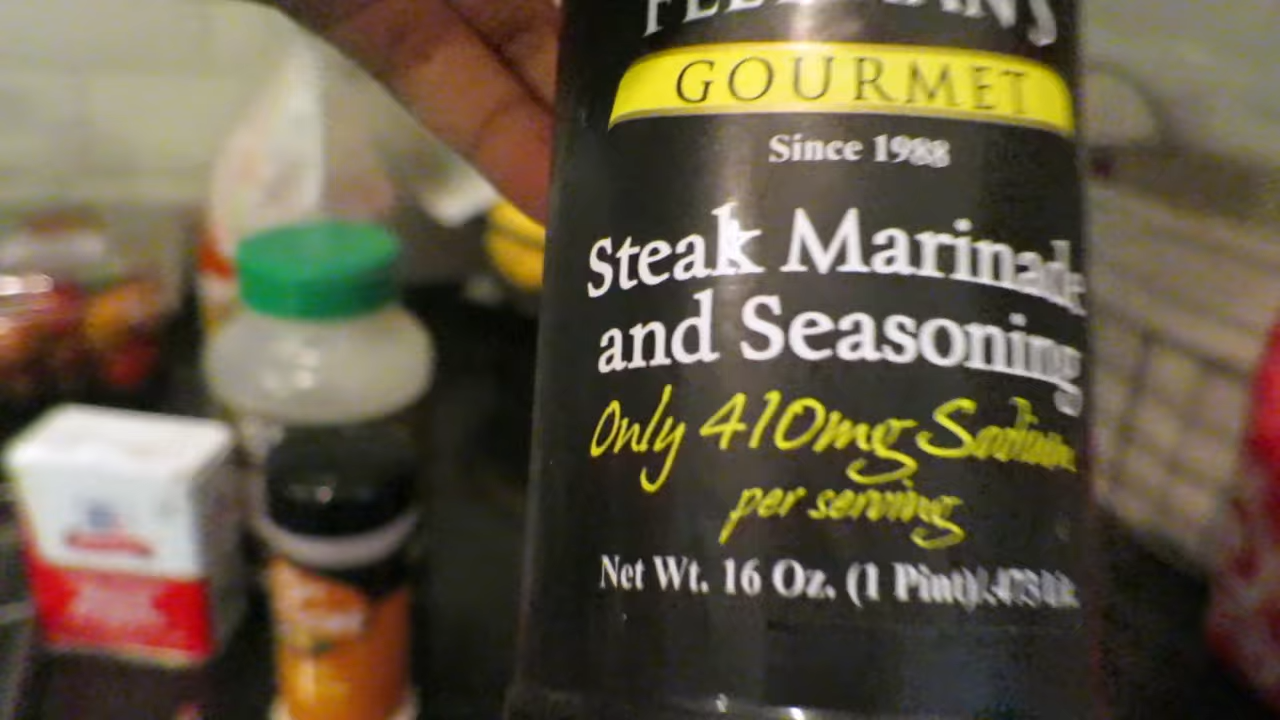 GOURMET
Since 1988
Steak Marinade
and Seasoning
Only 410mg Sodium
per serving
Net Wt. 16 Oz. (1 Pint)